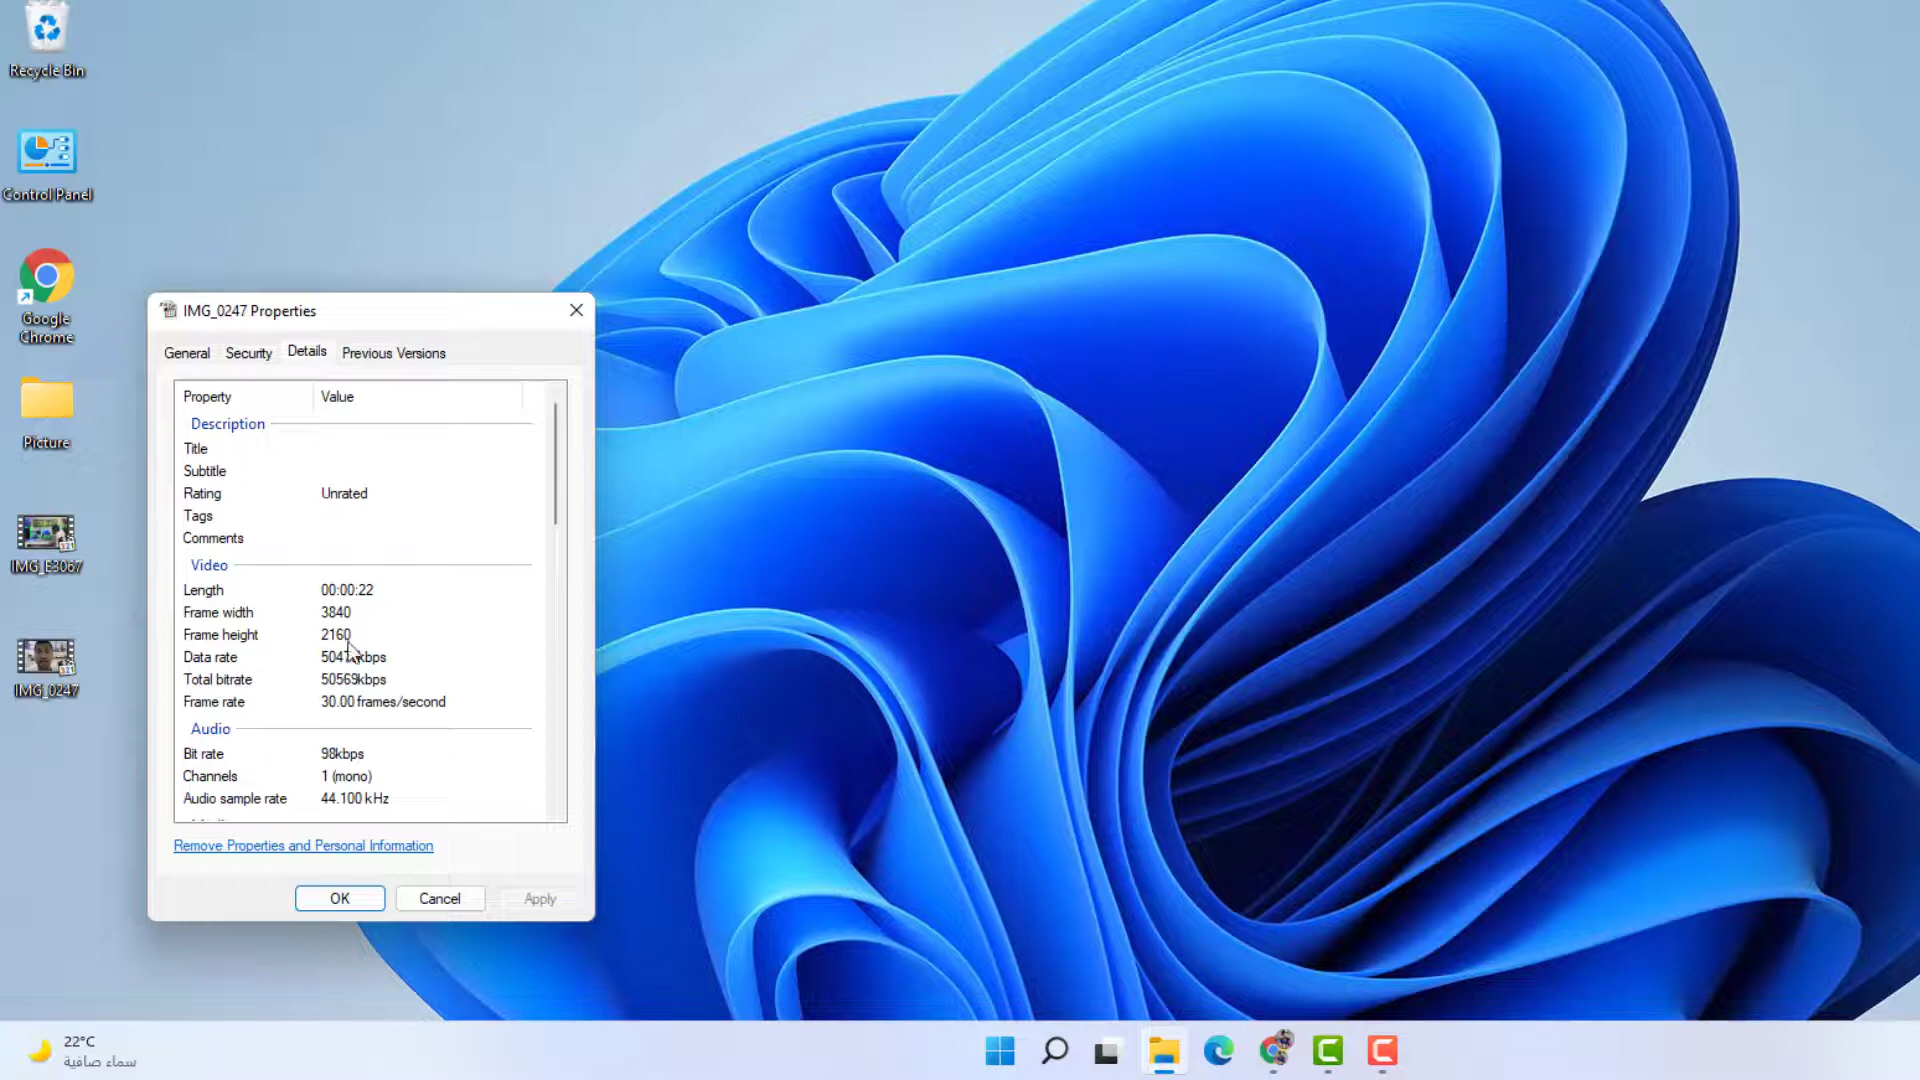 Recycle Bin
Control Panel
Google
Chrome
Picture
IMG_E3067
IMG_0247
IMG_0247 Properties
General Security Details Previous Versions
Property Value
Description
Title
Subtitle
Rating Unrated
Tags
Comments
Video
Length 00:00:22
Frame width 3840
Frame height 2160
Data rate
Total bitrate 50569kbps
Frame rate 30.00 frames/second
Audio
Bit rate 98kbps
Channels 1 (mono)
Audio sample rate 44.100 kHz
Remove Properties and Personal Information
OK Cancel Apply
22°C
سماء صافية